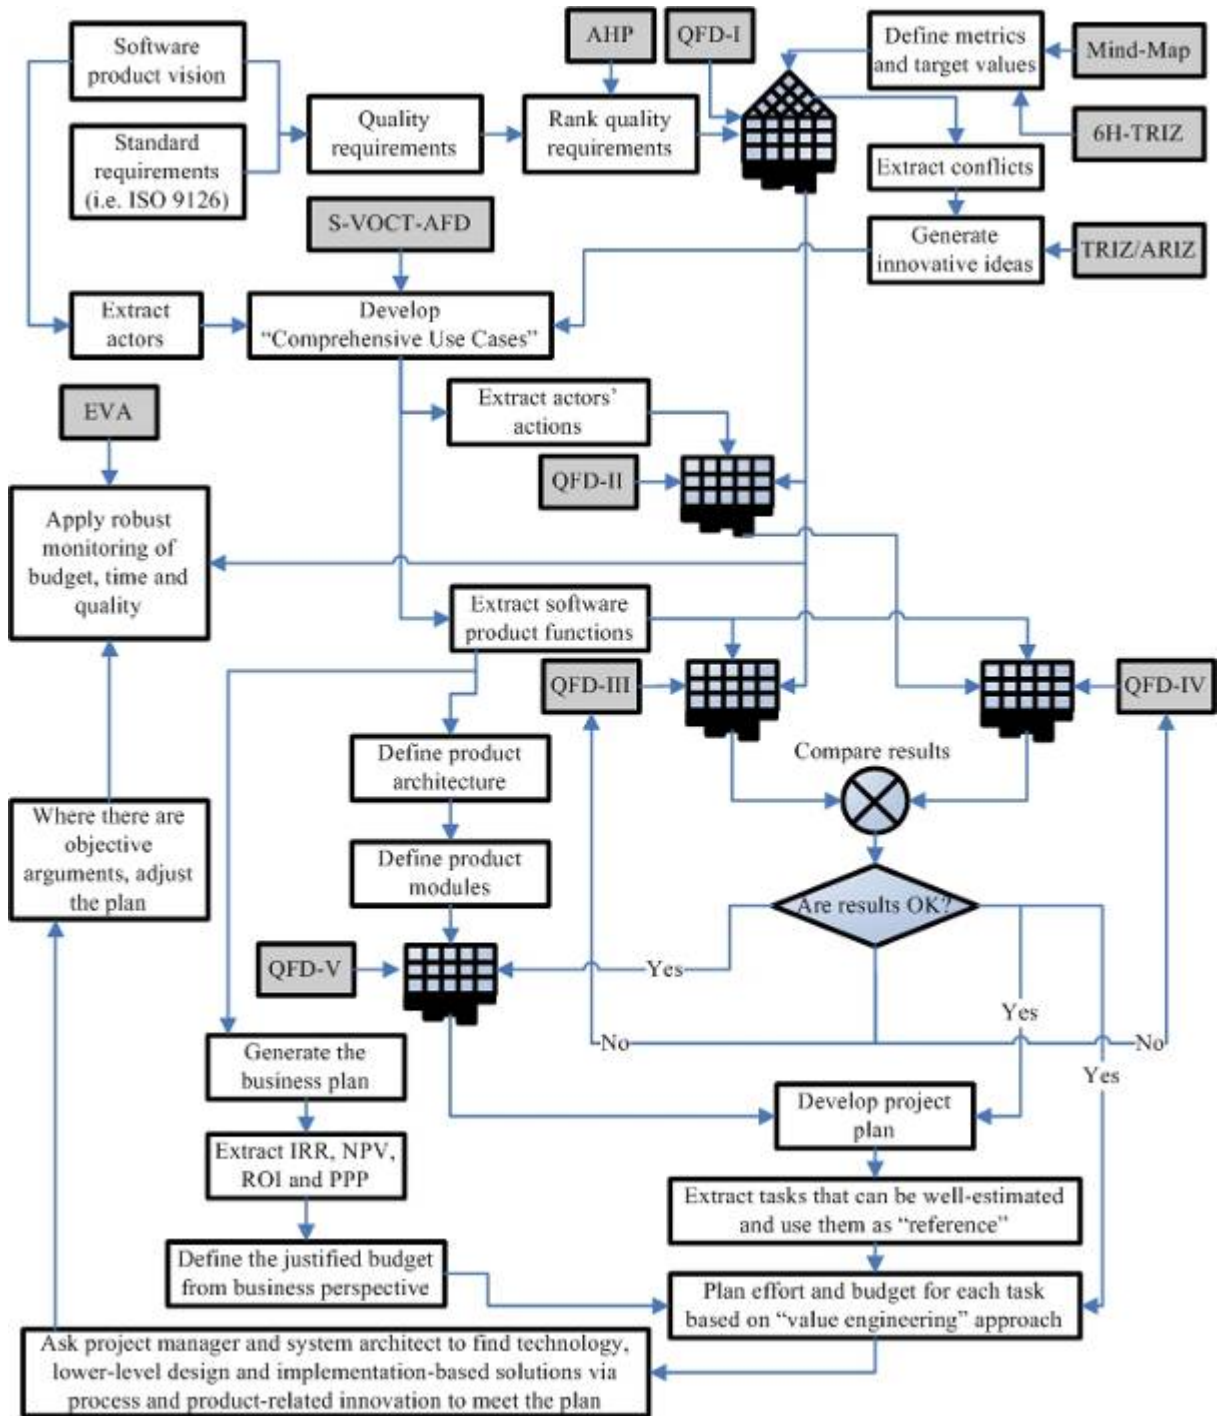 Software
product vision
AHP
QFD-I
Define metrics
and target values
Mind-Map
Quality
requirements
Rank quality
requirements
6H-TRIZ
Standard
requirements
(i.e. ISO 9126)
Extract conflicts
S-VOCT-AFD
Generate
innovative ideas
TRIZ/ARIZ
Extract
actors
Develop
“Comprehensive Use Cases”
EVA
Extract actors’
actions
QFD-II
Apply robust
monitoring of
budget, time and
quality
Extract software
product functions
QFD-III
QFD-IV
Define product
architecture
Compare results
Where there are
objective
arguments, adjust
the plan
Define product
modules
Are results OK?
QFD-V
Yes
Yes
No
No
Yes
Generate the
business plan
Develop project
plan
Extract IRR, NPV,
ROI and PPP
Extract tasks that can be well-estimated
and use them as “reference”
Define the justified budget
from business perspective
Plan effort and budget for each task
based on “value engineering” approach
Ask project manager and system architect to find technology,
lower-level design and implementation-based solutions via
process and product-related innovation to meet the plan